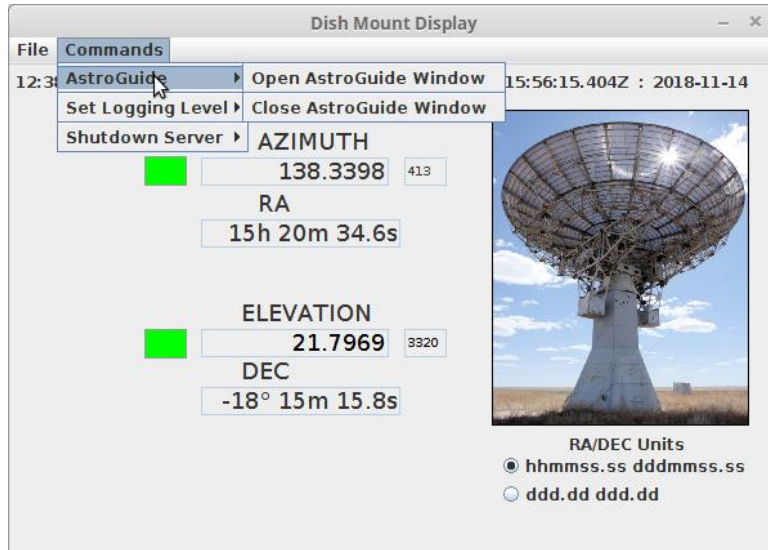 Dish Mount Display
File Commands
12:38 15:56:15.404Z : 2018-11-14
AstroGuide Open AstroGuide Window
Set Logging Level Close AstroGuide Window
Shutdown Server
AZIMUTH
138.3398 413
RA
15h 20m 34.6s
ELEVATION
21.7969 3320
DEC
-18° 15m 15.8s
RA/DEC Units
hhmmss.ss dddmmss.ss
ddd.dd ddd.dd